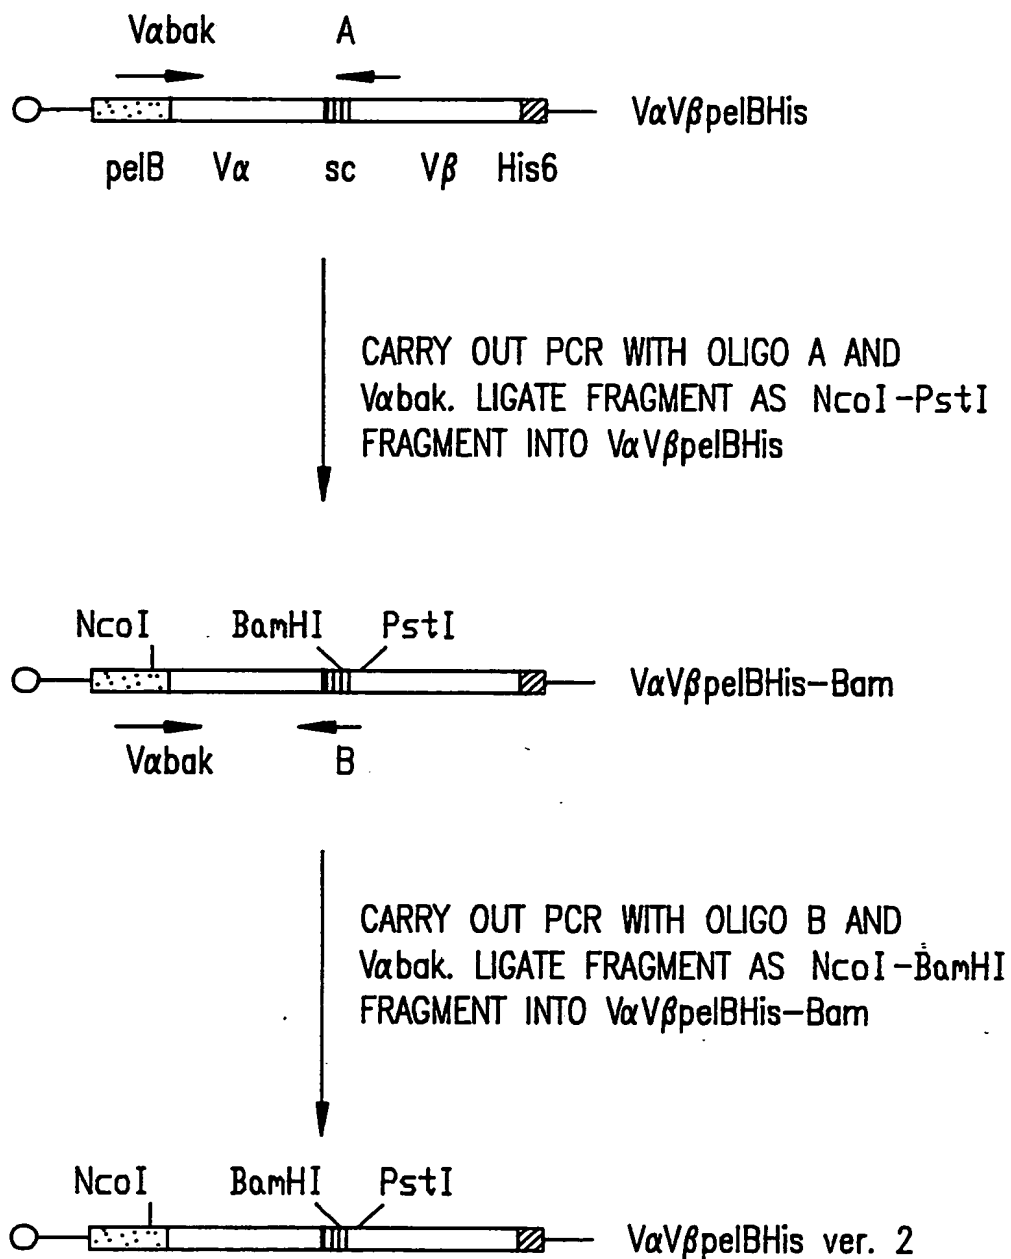 Vαbak A
VαVβpelBHis
pelB Vα sc Vβ His6
CARRY OUT PCR WITH OLIGO A AND
Vαbak. LIGATE FRAGMENT AS NcoI-PstI
FRAGMENT INTO VαVβpelBHis
NcoI BamHI PstI
VαVβpelBHis-Bam
Vαbak B
CARRY OUT PCR WITH OLIGO B AND
Vαbak. LIGATE FRAGMENT AS NcoI-BamHI
FRAGMENT INTO VαVβpelBHis-Bam
NcoI BamHI PstI
VαVβpelBHis ver. 2